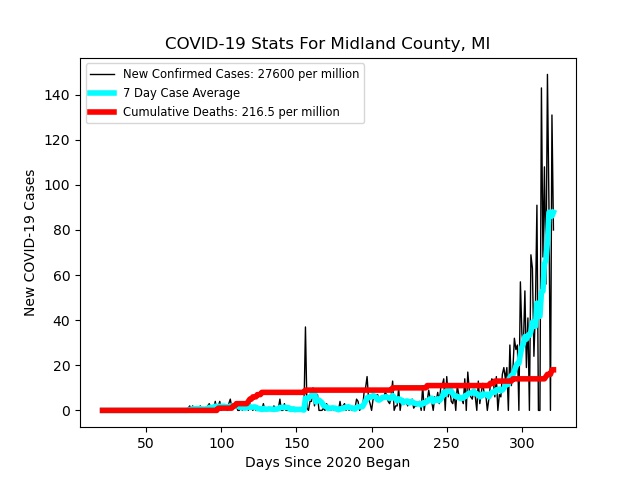 COVID-19 Stats For Midland County, MI
New Confirmed Cases: 27600 per million
7 Day Case Average
Cumulative Deaths: 216.5 per million
New COVID-19 Cases
140
120
100
80
60
40
20
0
50
100
150
200
250
300
Days Since 2020 Began